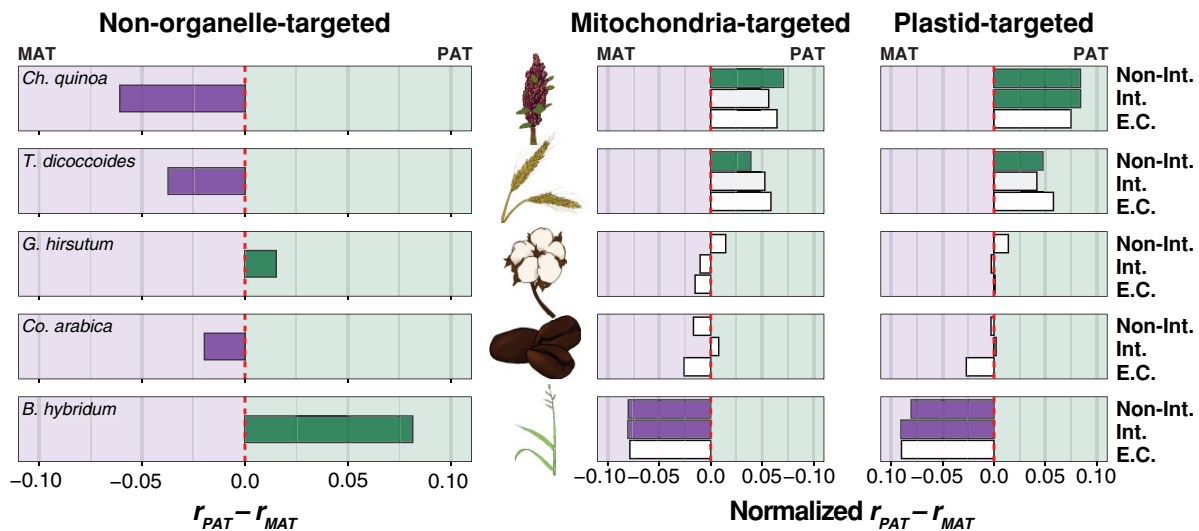 Non-organelle-targeted
Mitochondria-targeted
Plastid-targeted
MAT PAT
MAT PAT
MAT PAT
Ch. quinoa
Non-Int.
Int.
E.C.
T. dicoccoides
Non-Int.
Int.
E.C.
G. hirsutum
Non-Int.
Int.
E.C.
Co. arabica
Non-Int.
Int.
E.C.
B. hybridum
Non-Int.
Int.
E.C.
−0.10 −0.05 0.0 0.05 0.10
−0.10 −0.05 0.0 0.05 −0.10
−0.10 −0.05 0.0 0.05 0.10
r_PAT − r_MAT
Normalized r_PAT − r_MAT